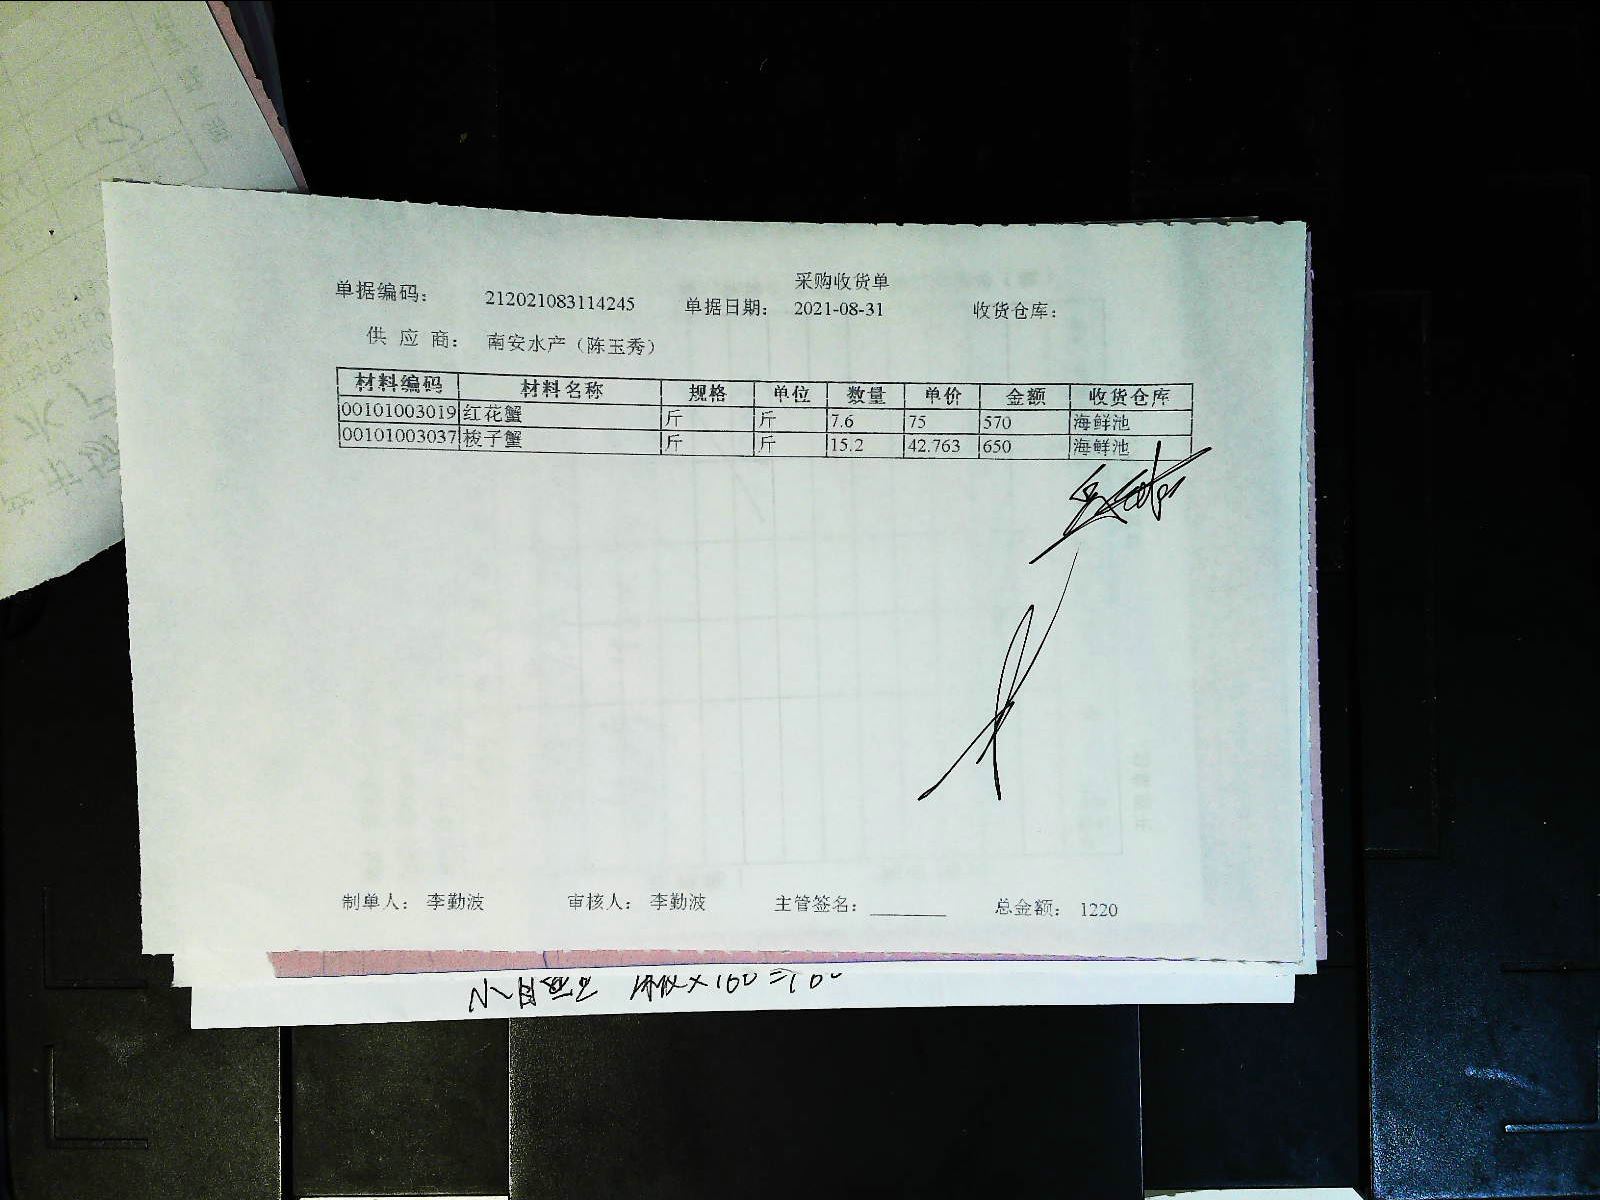 采购收货单
单据编码： 212021083114245 单据日期： 2021-08-31 收货仓库：
供 应 商： 南安水产（陈玉秀）
材料编码 材料名称 规格 单位 数量 单价 金额 收货仓库
00101003019 红花蟹 斤 斤 7.6 75 570 海鲜池
00101003037 梭子蟹 斤 斤 15.2 42.763 650 海鲜池
制单人： 李勤波 审核人： 李勤波 主管签名： 总金额： 1220